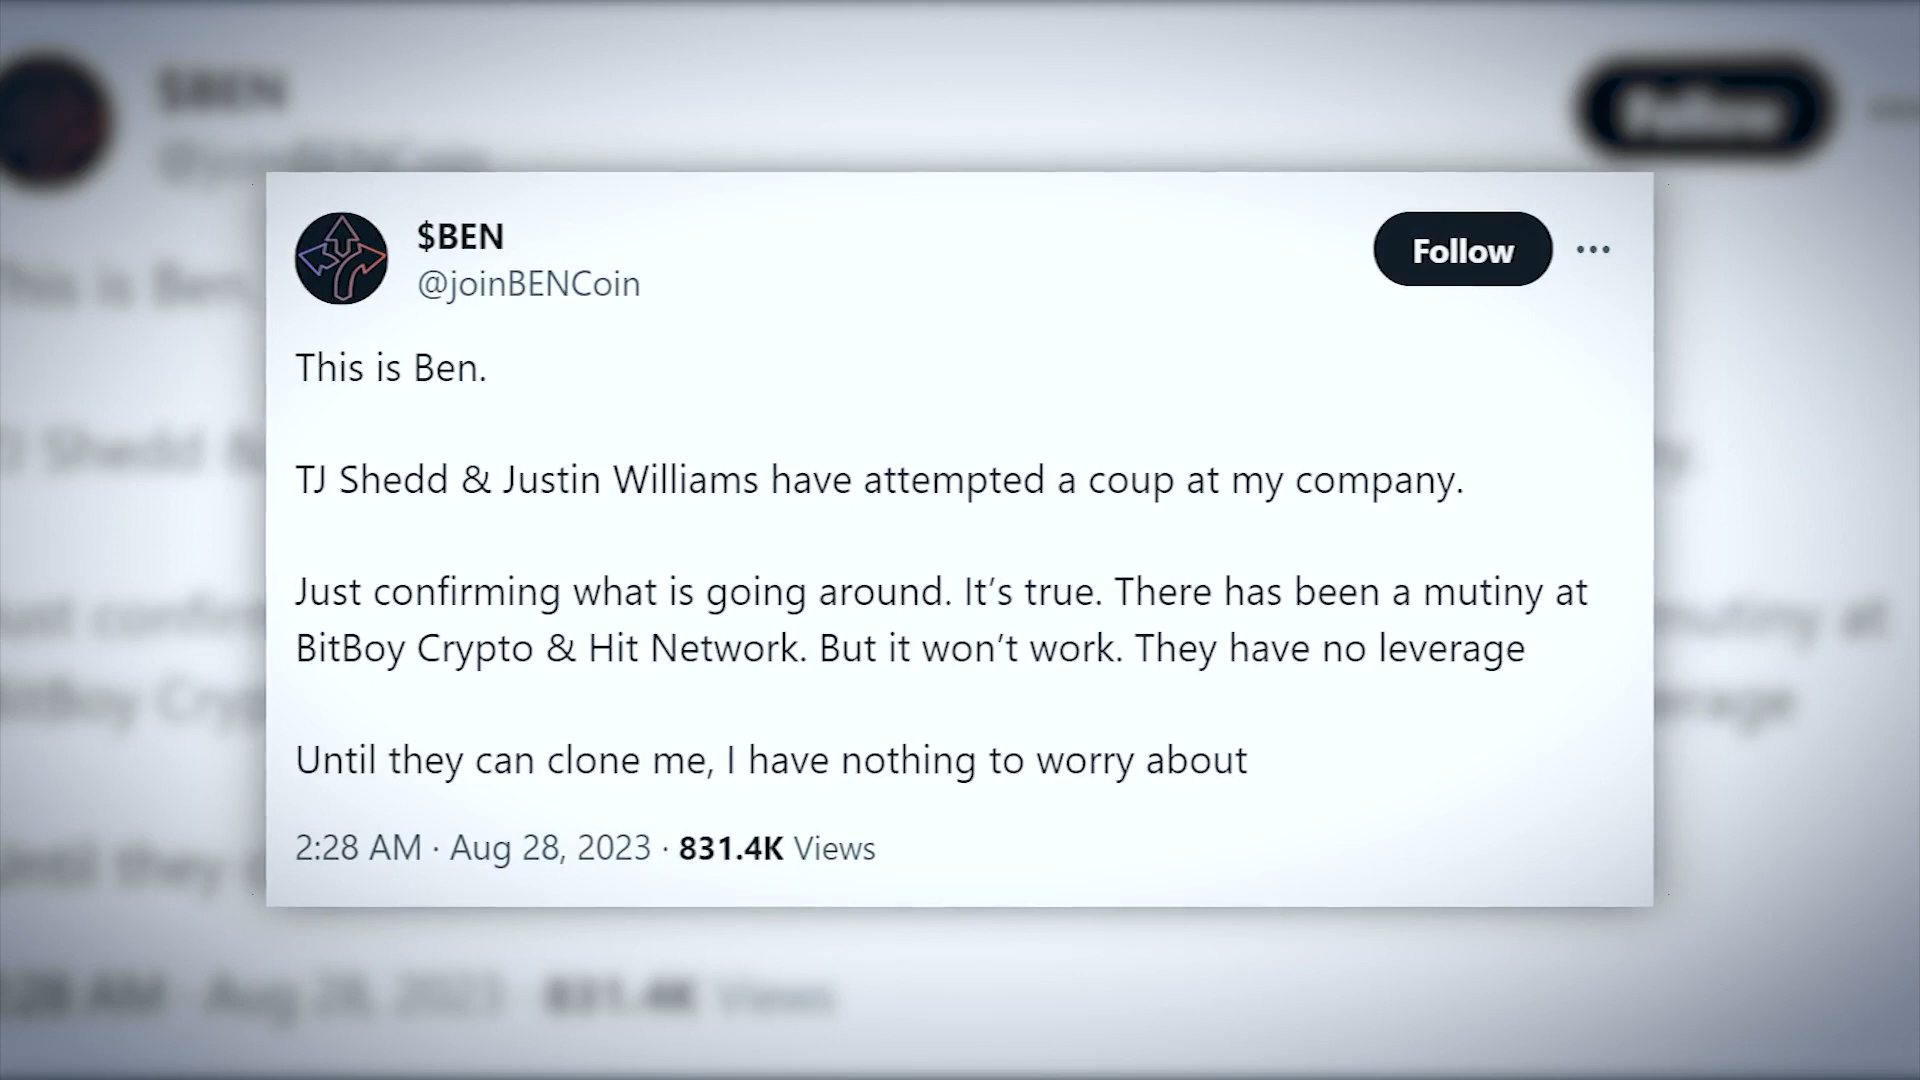 $BEN
@joinBENCoin
Follow
This is Ben.
TJ Shedd & Justin Williams have attempted a coup at my company.
Just confirming what is going around. It’s true. There has been a mutiny at
BitBoy Crypto & Hit Network. But it won’t work. They have no leverage
Until they can clone me, I have nothing to worry about
2:28 AM · Aug 28, 2023 · 831.4K Views